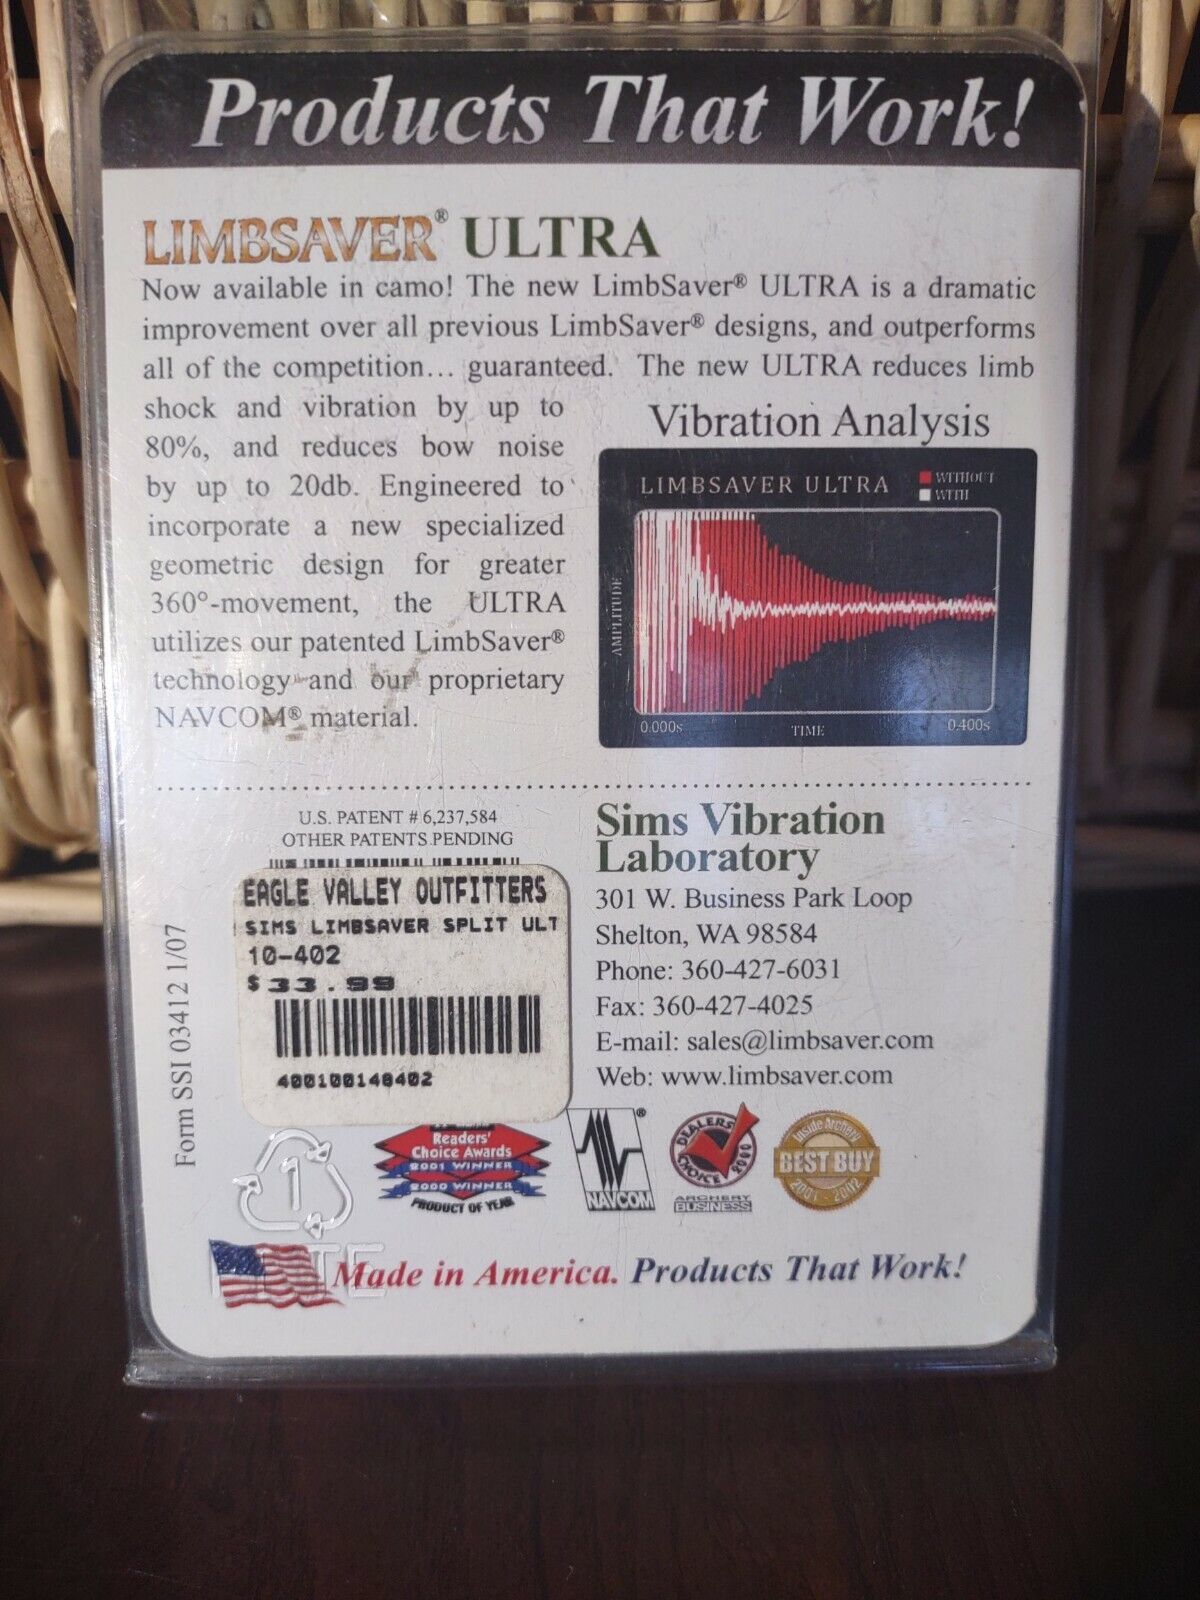 Products That Work!
LIMBSAVER® ULTRA
Now available in camo! The new LimbSaver® ULTRA is a dramatic
improvement over all previous LimbSaver® designs, and outperforms
all of the competition... guaranteed. The new ULTRA reduces limb
shock and vibration by up to
80%, and reduces bow noise
by up to 20db. Engineered to
incorporate a new specialized
geometric design for greater
360°-movement, the ULTRA
utilizes our patented LimbSaver®
technology and our proprietary
NAVCOM® material.
Vibration Analysis
LIMBSAVER ULTRA
WITHOUT
WITH
AMPLITUDE
0.000s
TIME
0.400s
U.S. PATENT # 6,237,584
OTHER PATENTS PENDING
EAGLE VALLEY OUTFITTERS
SIMS LIMBSAVER SPLIT ULT
10-402
$33.99
400100140402
Form SSI 03412 1/07
Sims Vibration
Laboratory
301 W. Business Park Loop
Shelton, WA 98584
Phone: 360-427-6031
Fax: 360-427-4025
E-mail: sales@limbsaver.com
Web: www.limbsaver.com
1
Readers'
Choice Awards
2001 WINNER
2000 WINNER
PRODUCT OF YEAR
NAVCOM®
DEALERS
CHOICE 2000
ARCHERY
BUSINESS
Inside Archery
BEST BUY
2001 - 2002
Made in America. Products That Work!